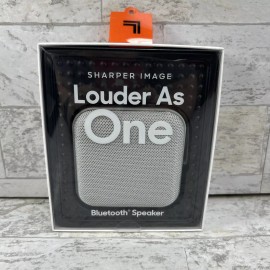 SHARPER IMAGE
Louder As
One
Bluetooth® Speaker